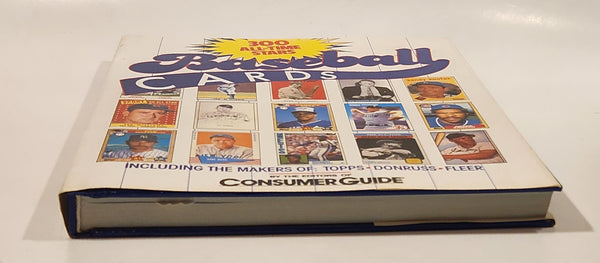 300
ALL-TIME
STARS
Baseball
CARDS
INCLUDING THE MAKERS OF: TOPPS • DONRUSS • FLEER
BY THE EDITORS OF
CONSUMER GUIDE®